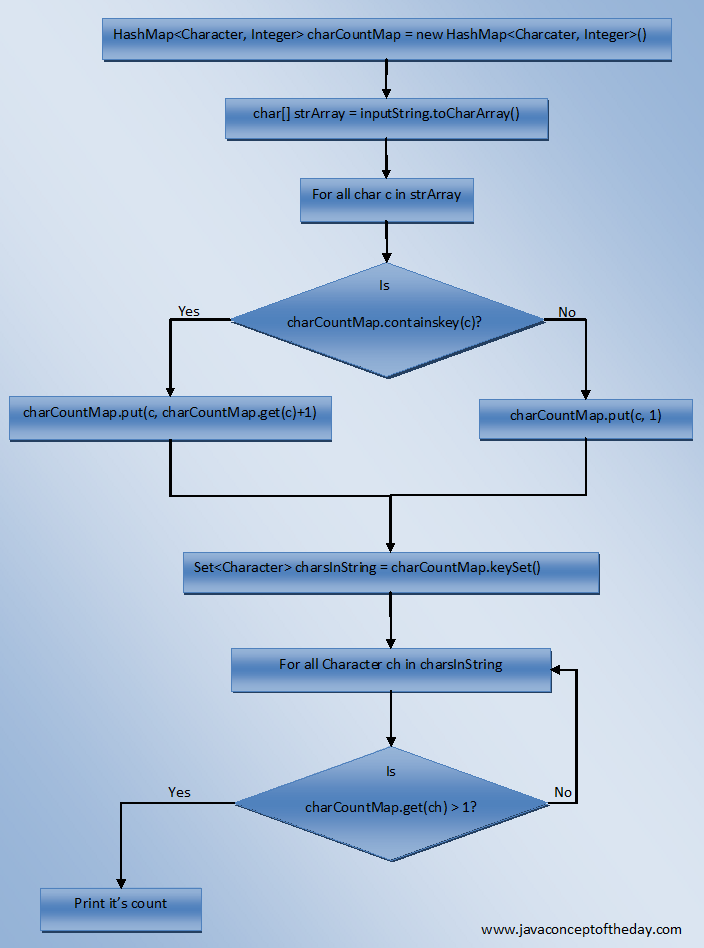 HashMap<Character, Integer> charCountMap = new HashMap<Charcater, Integer>()
char[] strArray = inputString.toCharArray()
For all char c in strArray
Is
charCountMap.containskey(c)?
Yes
No
charCountMap.put(c, charCountMap.get(c)+1)
charCountMap.put(c, 1)
Set<Character> charsInString = charCountMap.keySet()
For all Character ch in charsInString
Is
charCountMap.get(ch) > 1?
Yes
No
Print it’s count
www.javaconceptoftheday.com